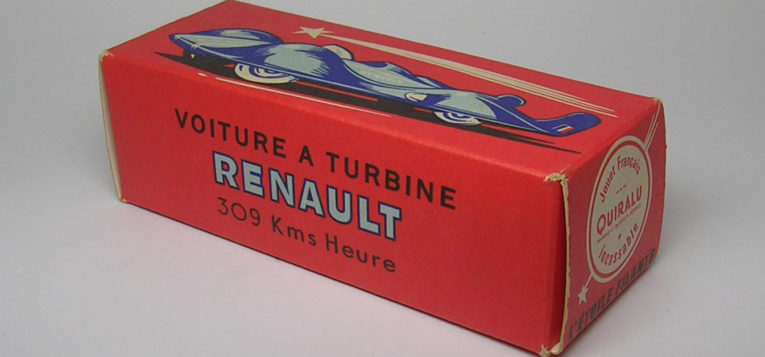 VOITURE A TURBINE
RENAULT
309 Kms Heure
Jouet Français
QUIRALU
Incassable
L'ÉTOILE FILANTE